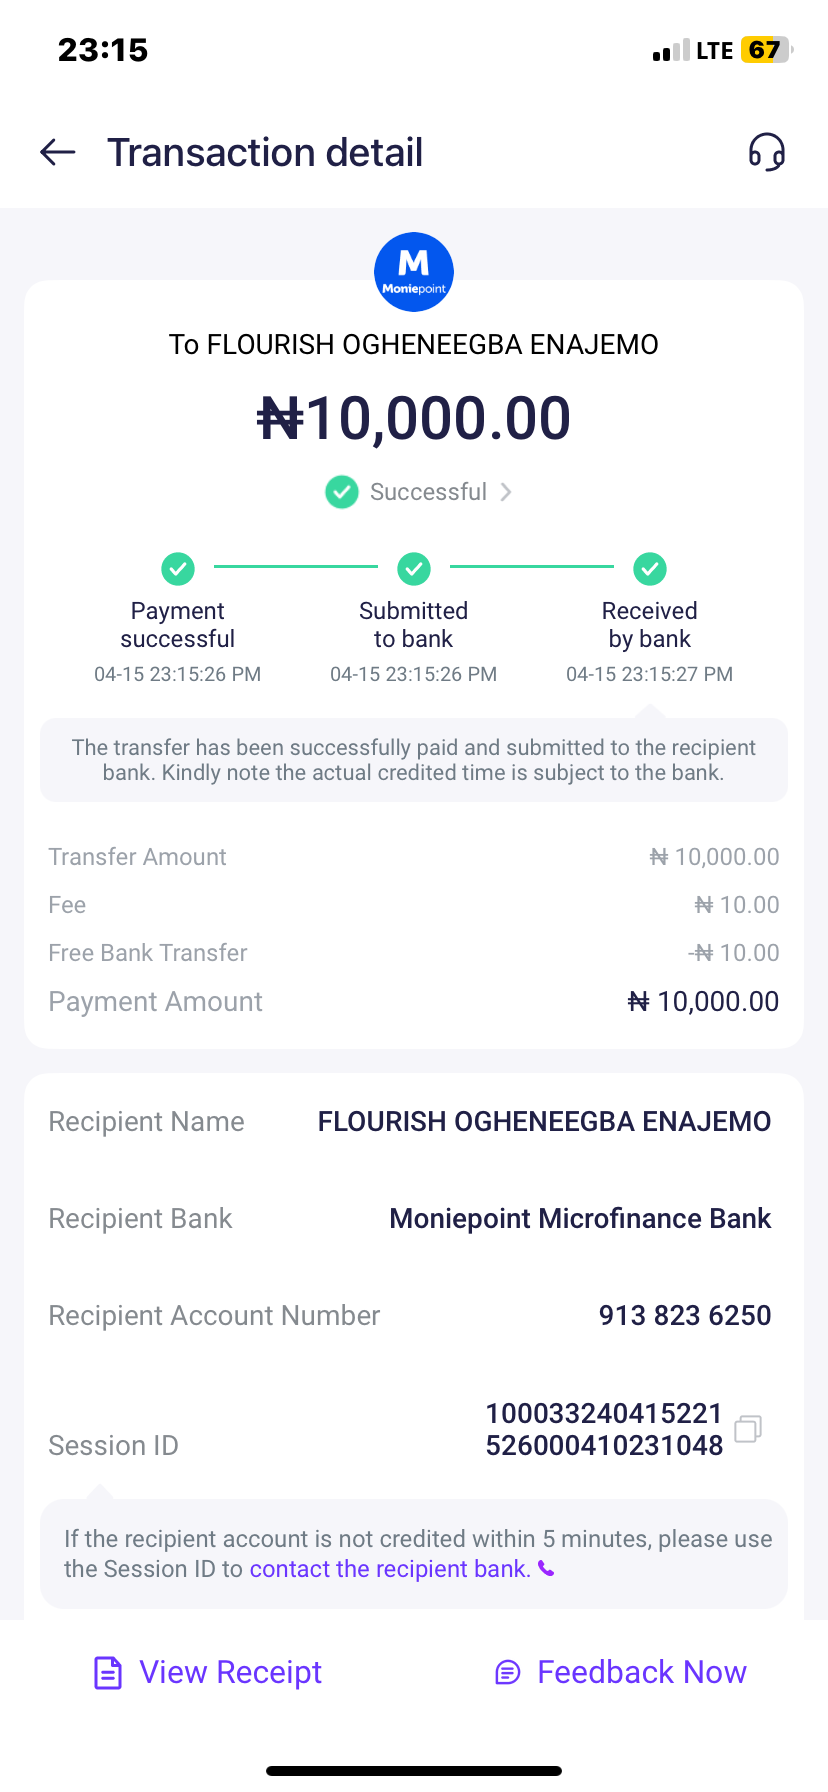 23:15
LTE 67
Transaction detail
M
Moniepoint
To FLOURISH OGHENEEGBA ENAJEMO
₦10,000.00
Successful
Payment successful
Submitted to bank
Received by bank
04-15 23:15:26 PM
04-15 23:15:26 PM
04-15 23:15:27 PM
The transfer has been successfully paid and submitted to the recipient
bank. Kindly note the actual credited time is subject to the bank.
Transfer Amount ₦ 10,000.00
Fee ₦ 10.00
Free Bank Transfer -₦ 10.00
Payment Amount ₦ 10,000.00
Recipient Name FLOURISH OGHENEEGBA ENAJEMO
Recipient Bank Moniepoint Microfinance Bank
Recipient Account Number 913 823 6250
Session ID 100033240415221
526000410231048
If the recipient account is not credited within 5 minutes, please use
the Session ID to contact the recipient bank.
View Receipt Feedback Now